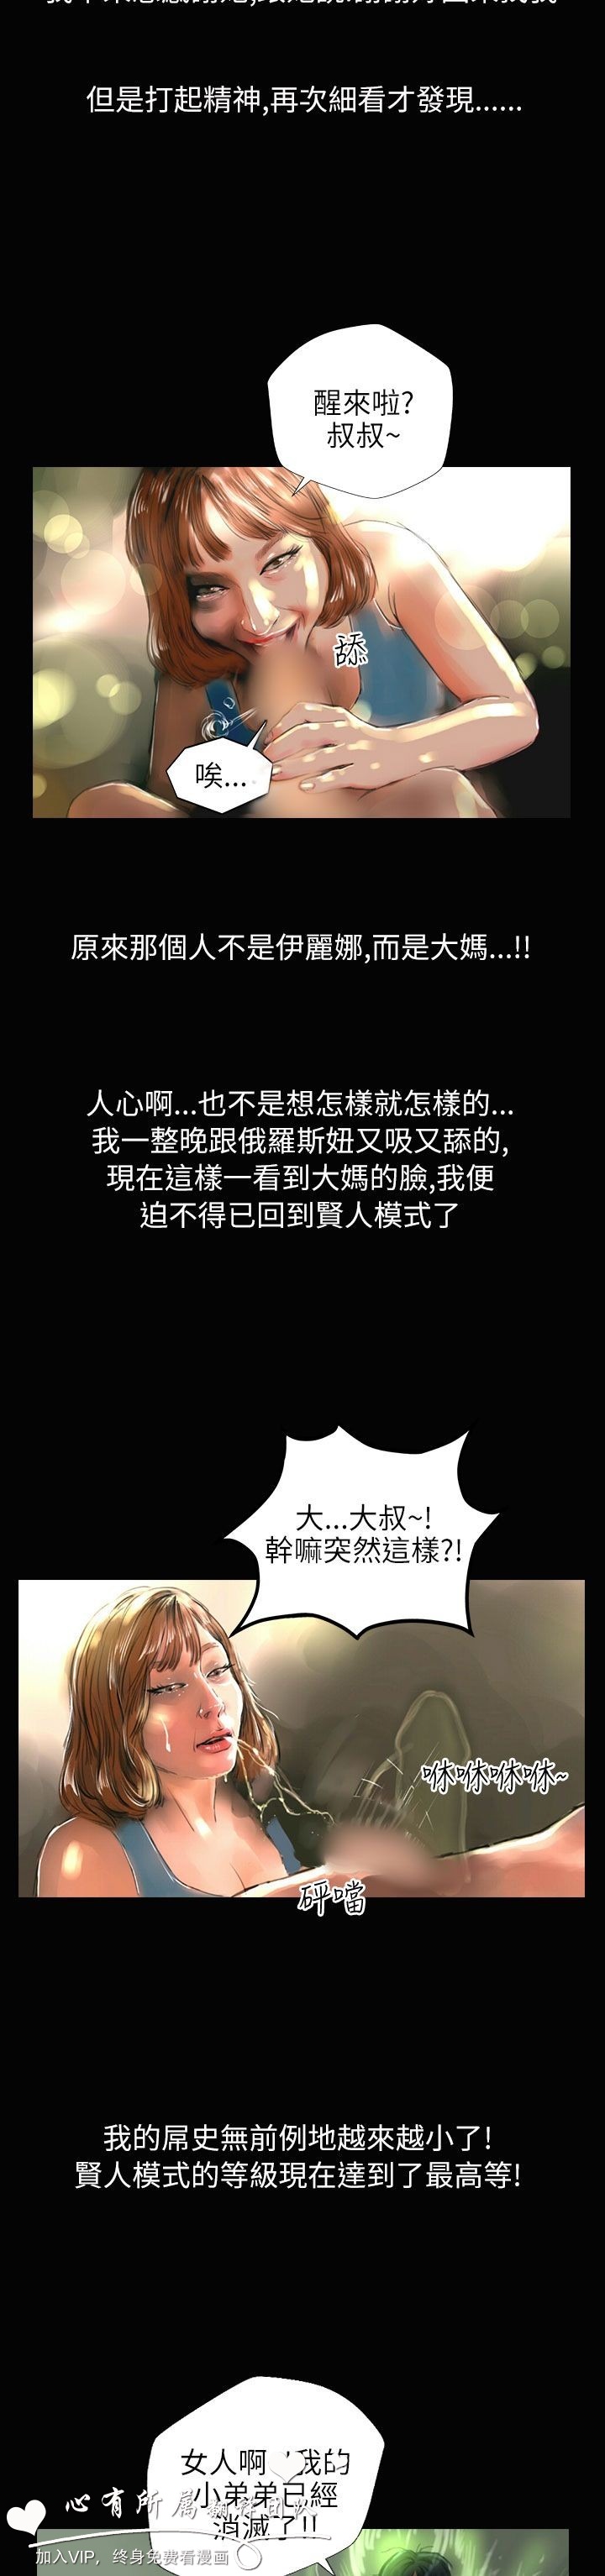 但是打起精神,再次細看才發現......
醒來啦?
叔叔~
舔
唉...
原來那個人不是伊麗娜,而是大媽...!!
人心啊...也不是想怎樣就怎樣的...
我一整晚跟俄羅斯妞又吸又舔的,
現在這樣一看到大媽的臉,我便
迫不得已回到賢人模式了
大...大叔~!
幹嘛突然這樣?!
咻咻咻咻~
砰噹
我的屌史無前例地越來越小了!
賢人模式的等級現在達到了最高等!
女人啊，我的
小弟弟已經
消滅了!!
心有所属翻译团队
加入VIP，终身免费看漫画